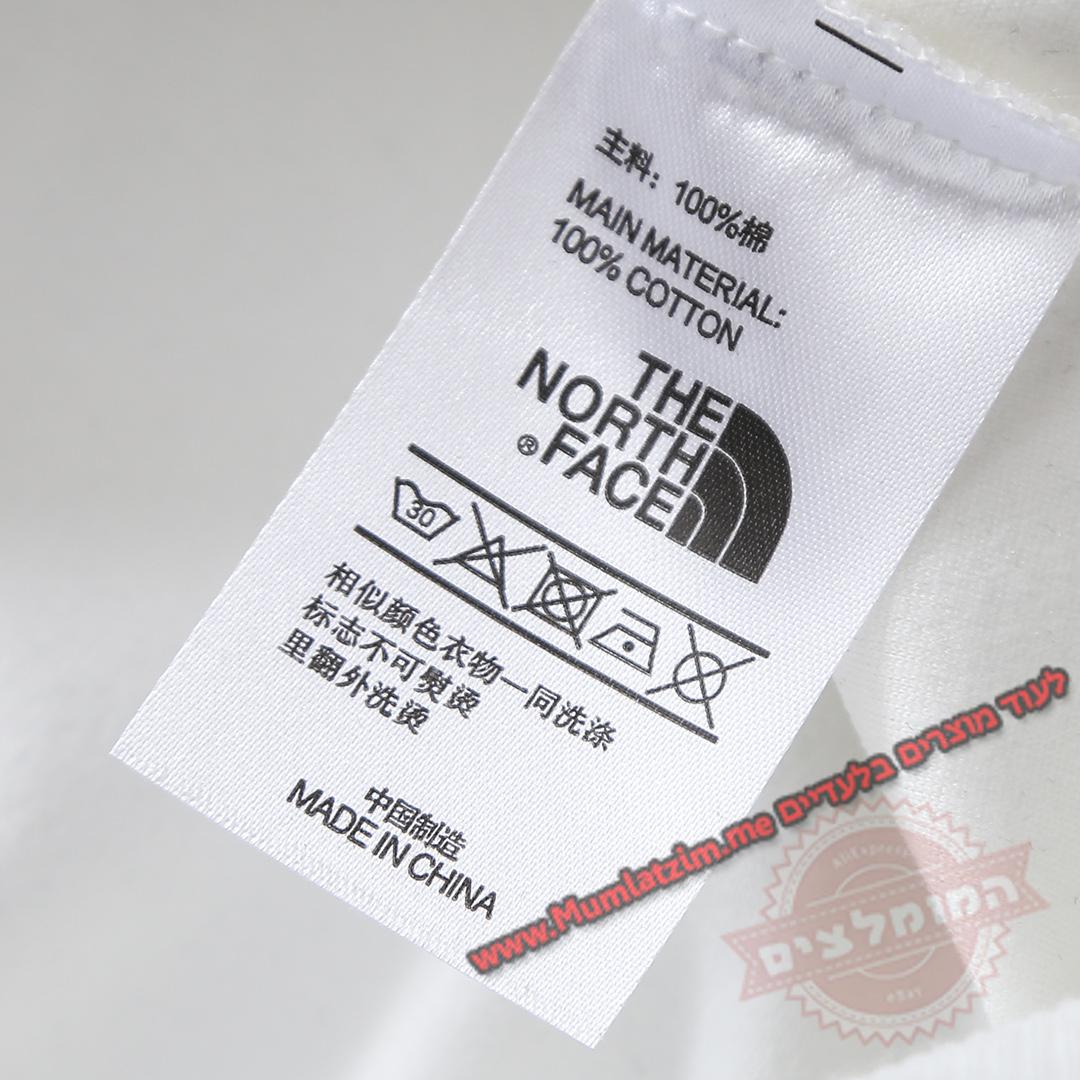 主料：100%棉
MAIN MATERIAL:
100% COTTON
THE
NORTH
FACE
®
30
相似颜色衣物一同洗涤
标志不可熨烫
里翻外洗烫
中国制造
MADE IN CHINA
לעוד מוצרים בלעדיים www.Mumlatzim.me
המומלצים
eBay